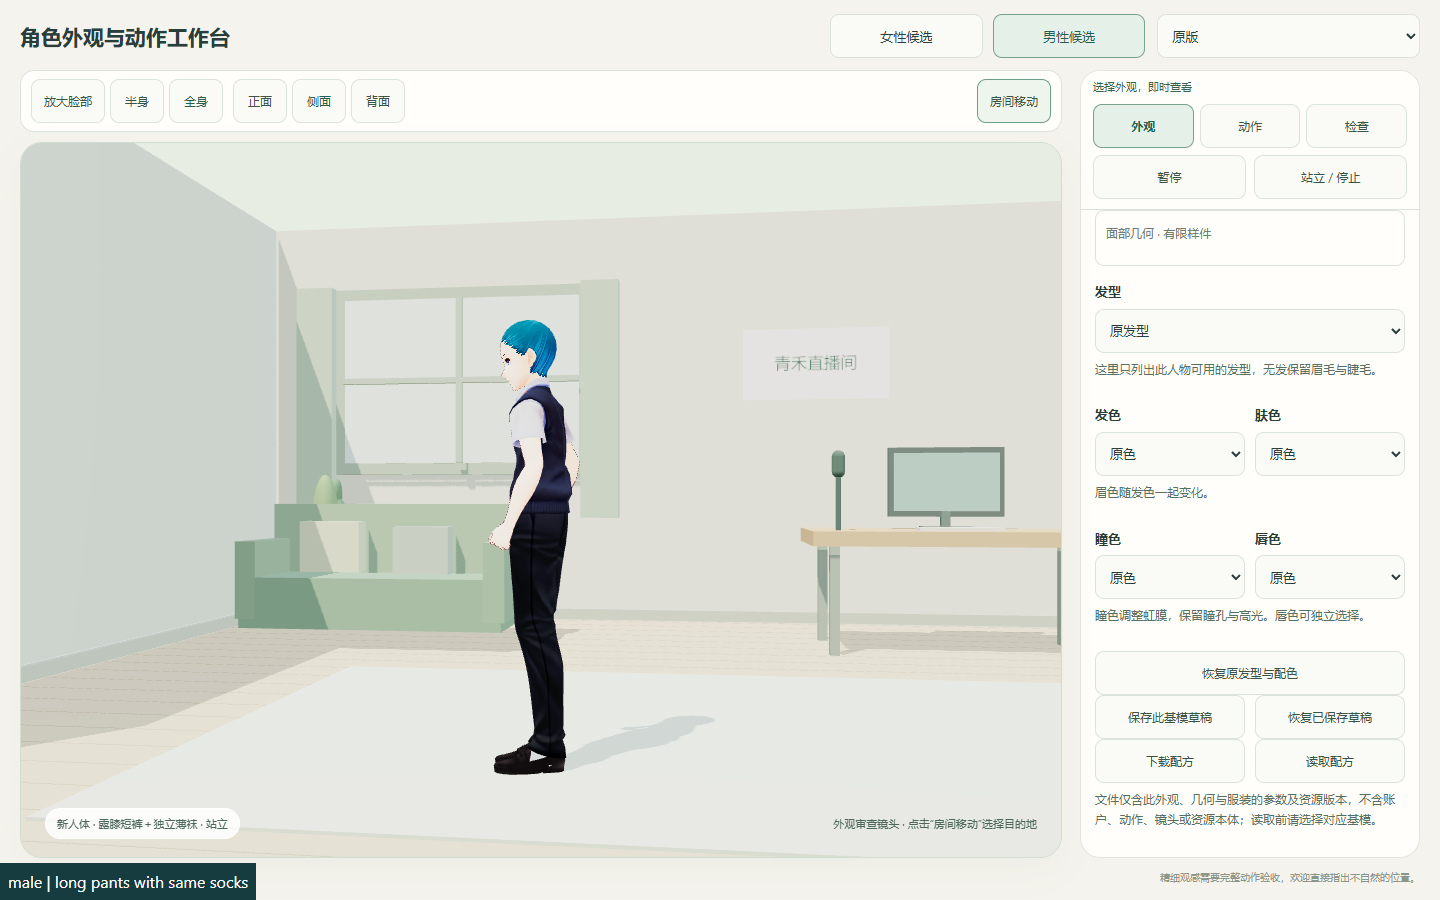 角色外观与动作工作台
女性候选
男性候选
原版
放大脸部
半身
全身
正面
侧面
背面
房间移动
青禾直播间
新人体 · 露膝短裤 + 独立薄袜 · 站立
外观审查镜头 · 点击“房间移动”选择目的地
选择外观，即时查看
外观
动作
检查
暂停
站立 / 停止
面部几何 · 有限样件
发型
原发型
这里只列出此人物可用的发型，无发保留眉毛与睫毛。
发色
肤色
原色
原色
眉色随发色一起变化。
瞳色
唇色
原色
原色
瞳色调整虹膜，保留瞳孔与高光。唇色可独立选择。
恢复原发型与配色
保存此基模草稿
恢复已保存草稿
下载配方
读取配方
文件仅含此外观、几何与服装的参数及资源版本，不含账
户、动作、镜头或资源本体；读取前请选择对应基模。
male | long pants with same socks
精细观感需要完整动作验收，欢迎直接指出不自然的位置。